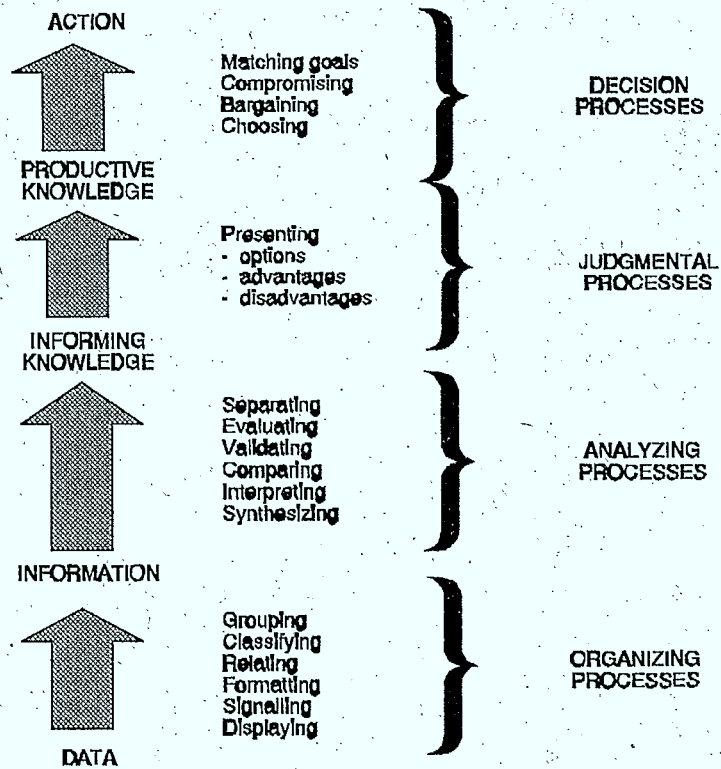 ACTION
Matching goals
Compromising
Bargaining
Choosing
DECISION
PROCESSES
PRODUCTIVE
KNOWLEDGE
Presenting
- options
- advantages
- disadvantages
JUDGMENTAL
PROCESSES
INFORMING
KNOWLEDGE
Separating
Evaluating
Validating
Comparing
Interpreting
Synthesizing
ANALYZING
PROCESSES
INFORMATION
Grouping
Classifying
Relating
Formatting
Signalling
Displaying
ORGANIZING
PROCESSES
DATA